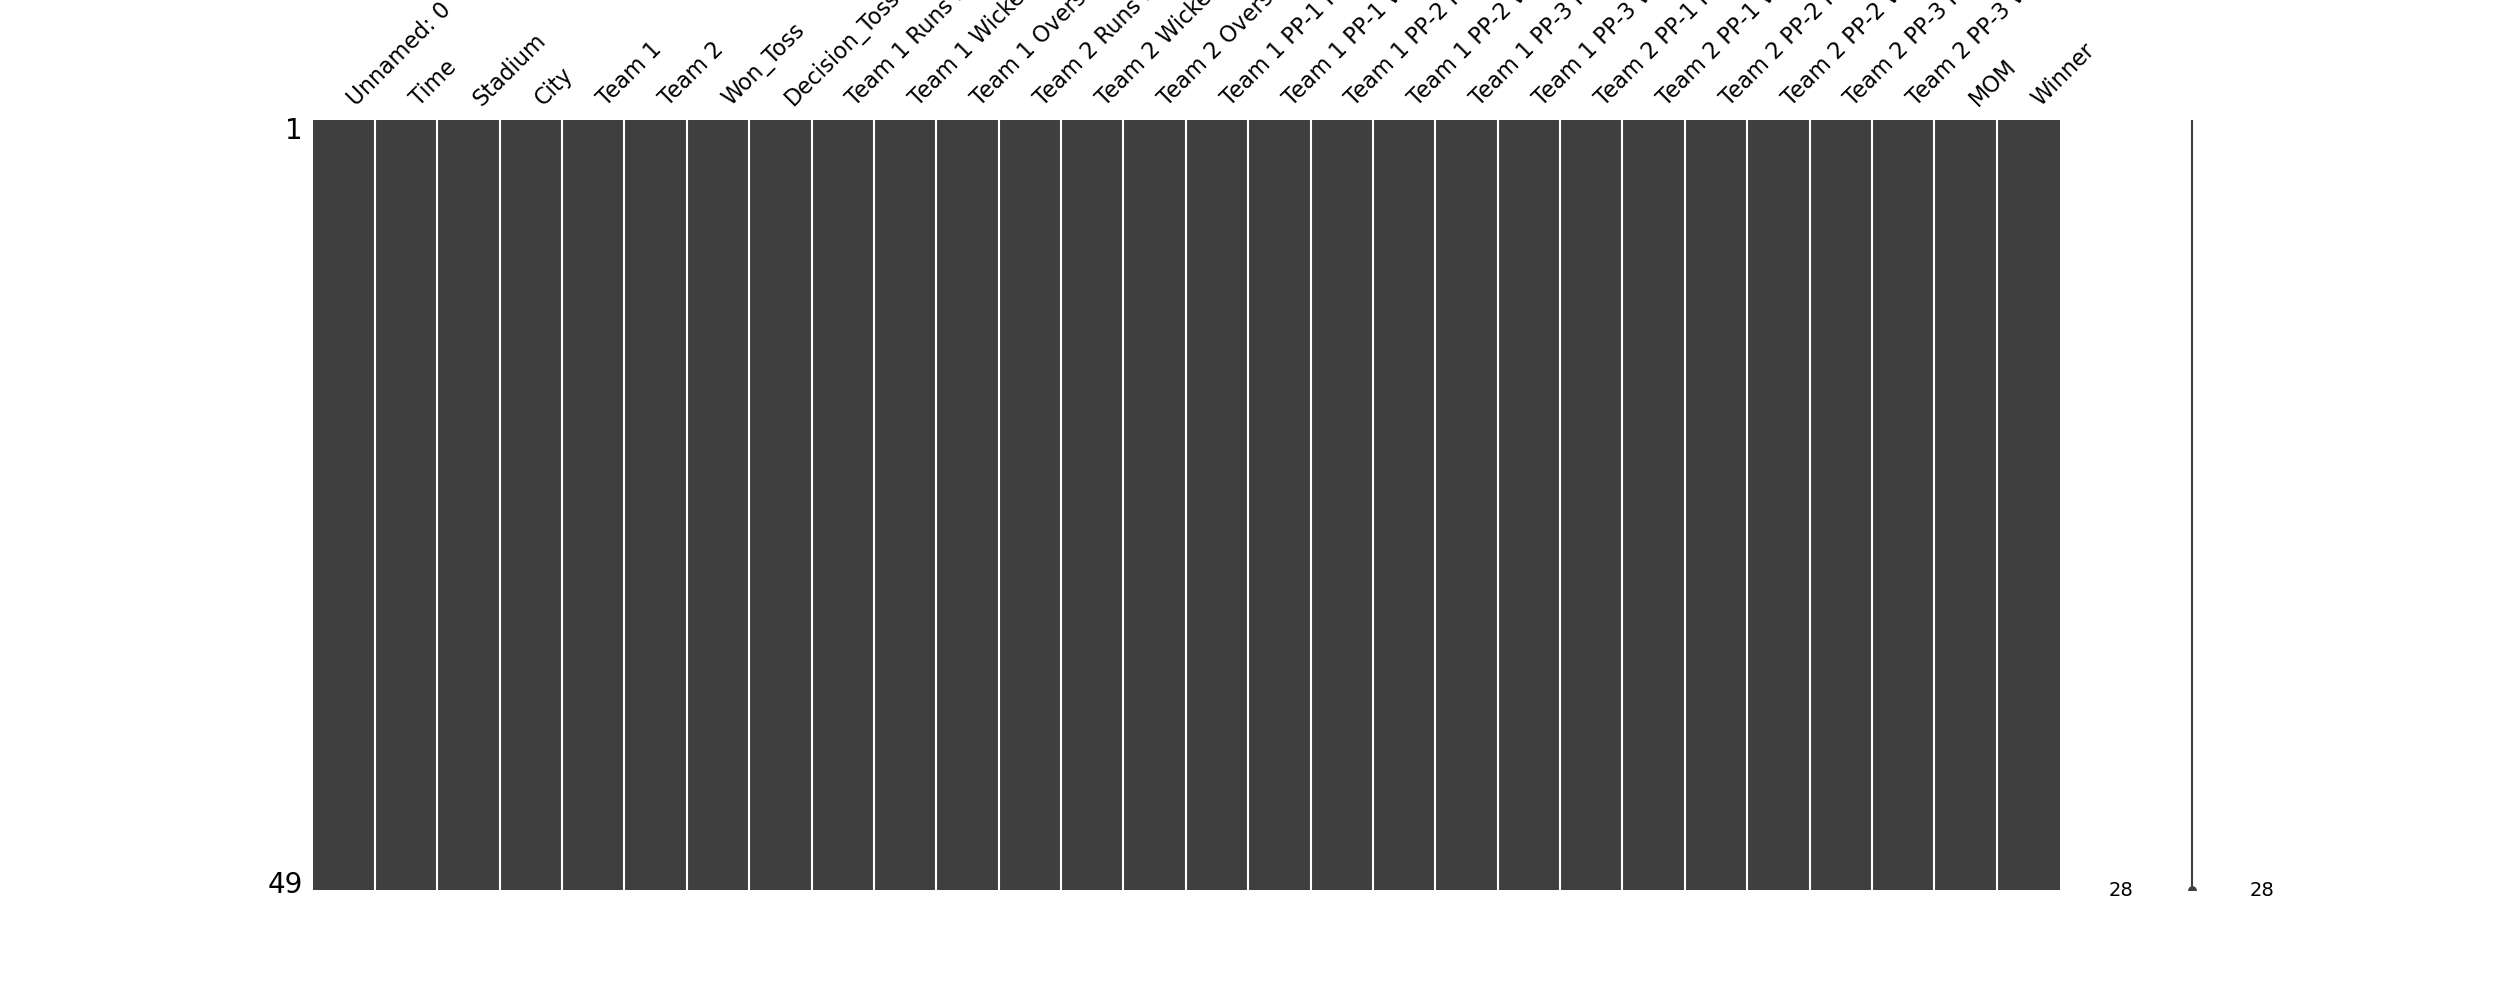 Unnamed: 0
Time
Stadium
City
Team 1
Team 2
Won_Toss
Decision_Toss
Team 1 Runs
Team 1 Wicke
Team 1 Overs
Team 2 Runs
Team 2 Wicke
Team 2 Overs
Team 1 PP-1
Team 1 PP-1
Team 1 PP-2
Team 1 PP-2
Team 1 PP-3
Team 1 PP-3
Team 2 PP-1
Team 2 PP-1
Team 2 PP-2
Team 2 PP-2
Team 2 PP-3
Team 2 PP-3
MOM
Winner
1
49
28
28